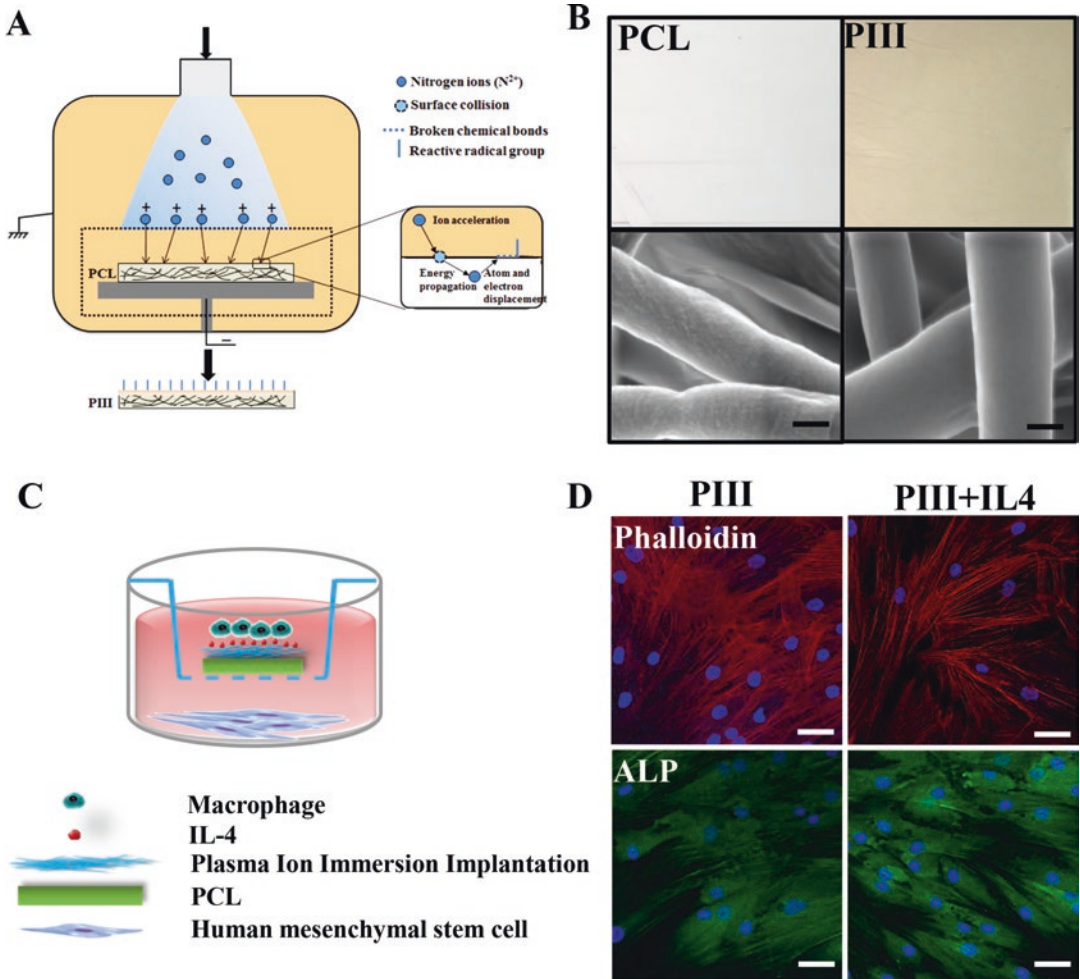 A
Nitrogen ions (N²⁺)
Surface collision
Broken chemical bonds
Reactive radical group
+ + + + +
Ion acceleration
PCL
Energy propagation
Atom and electron displacement
−
PIII
B
PCL
PIII
C
Macrophage
IL-4
Plasma Ion Immersion Implantation
PCL
Human mesenchymal stem cell
D
PIII
PIII+IL4
Phalloidin
ALP